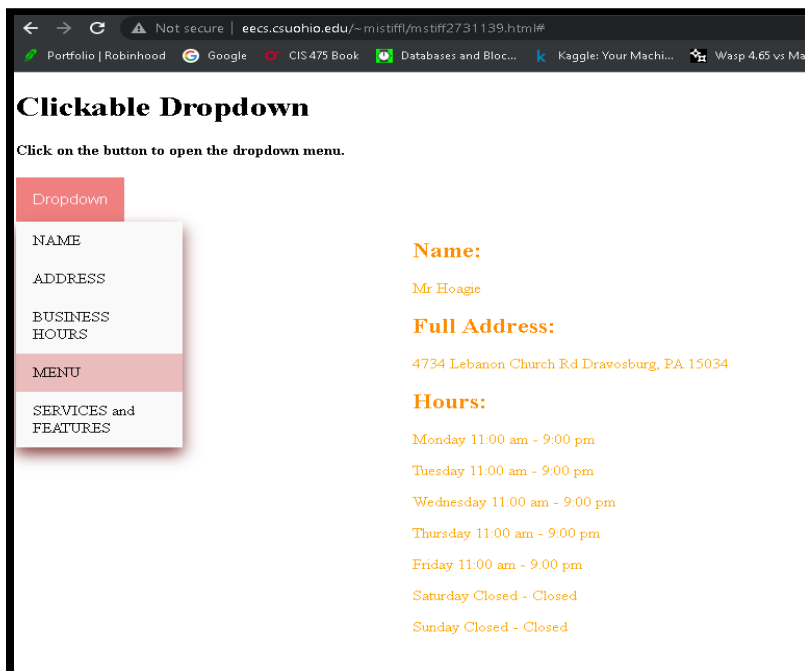 Not secure | eecs.csuohio.edu/~mistiffl/mstiff2731139.html#
Portfolio | Robinhood Google CIS 475 Book Databases and Bloc... Kaggle: Your Machi... Wasp 4.65 vs Ma
Clickable Dropdown
Click on the button to open the dropdown menu.
Dropdown
NAME
ADDRESS
BUSINESS
HOURS
MENU
SERVICES and
FEATURES
Name:
Mr Hoagie
Full Address:
4734 Lebanon Church Rd Dravosburg, PA 15034
Hours:
Monday 11:00 am - 9:00 pm
Tuesday 11:00 am - 9:00 pm
Wednesday 11:00 am - 9:00 pm
Thursday 11:00 am - 9:00 pm
Friday 11:00 am - 9:00 pm
Saturday Closed - Closed
Sunday Closed - Closed